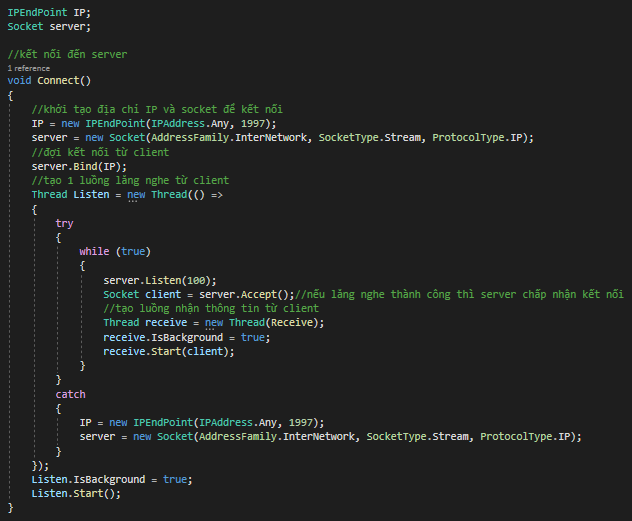 IPEndPoint IP;
Socket server;
//kết nối đến server
1 reference
void Connect()
{
//khởi tạo địa chỉ IP và socket để kết nối
IP = new IPEndPoint(IPAddress.Any, 1997);
server = new Socket(AddressFamily.InterNetwork, SocketType.Stream, ProtocolType.IP);
//đợi kết nối từ client
server.Bind(IP);
//tạo 1 luồng lắng nghe từ client
Thread Listen = new Thread(() =>
{
try
{
while (true)
{
server.Listen(100);
Socket client = server.Accept();//nếu lăng nghe thành công thì server chấp nhận kết nối
//tạo luồng nhận thông tin từ client
Thread receive = new Thread(Receive);
receive.IsBackground = true;
receive.Start(client);
}
}
catch
{
IP = new IPEndPoint(IPAddress.Any, 1997);
server = new Socket(AddressFamily.InterNetwork, SocketType.Stream, ProtocolType.IP);
}
});
Listen.IsBackground = true;
Listen.Start();
}